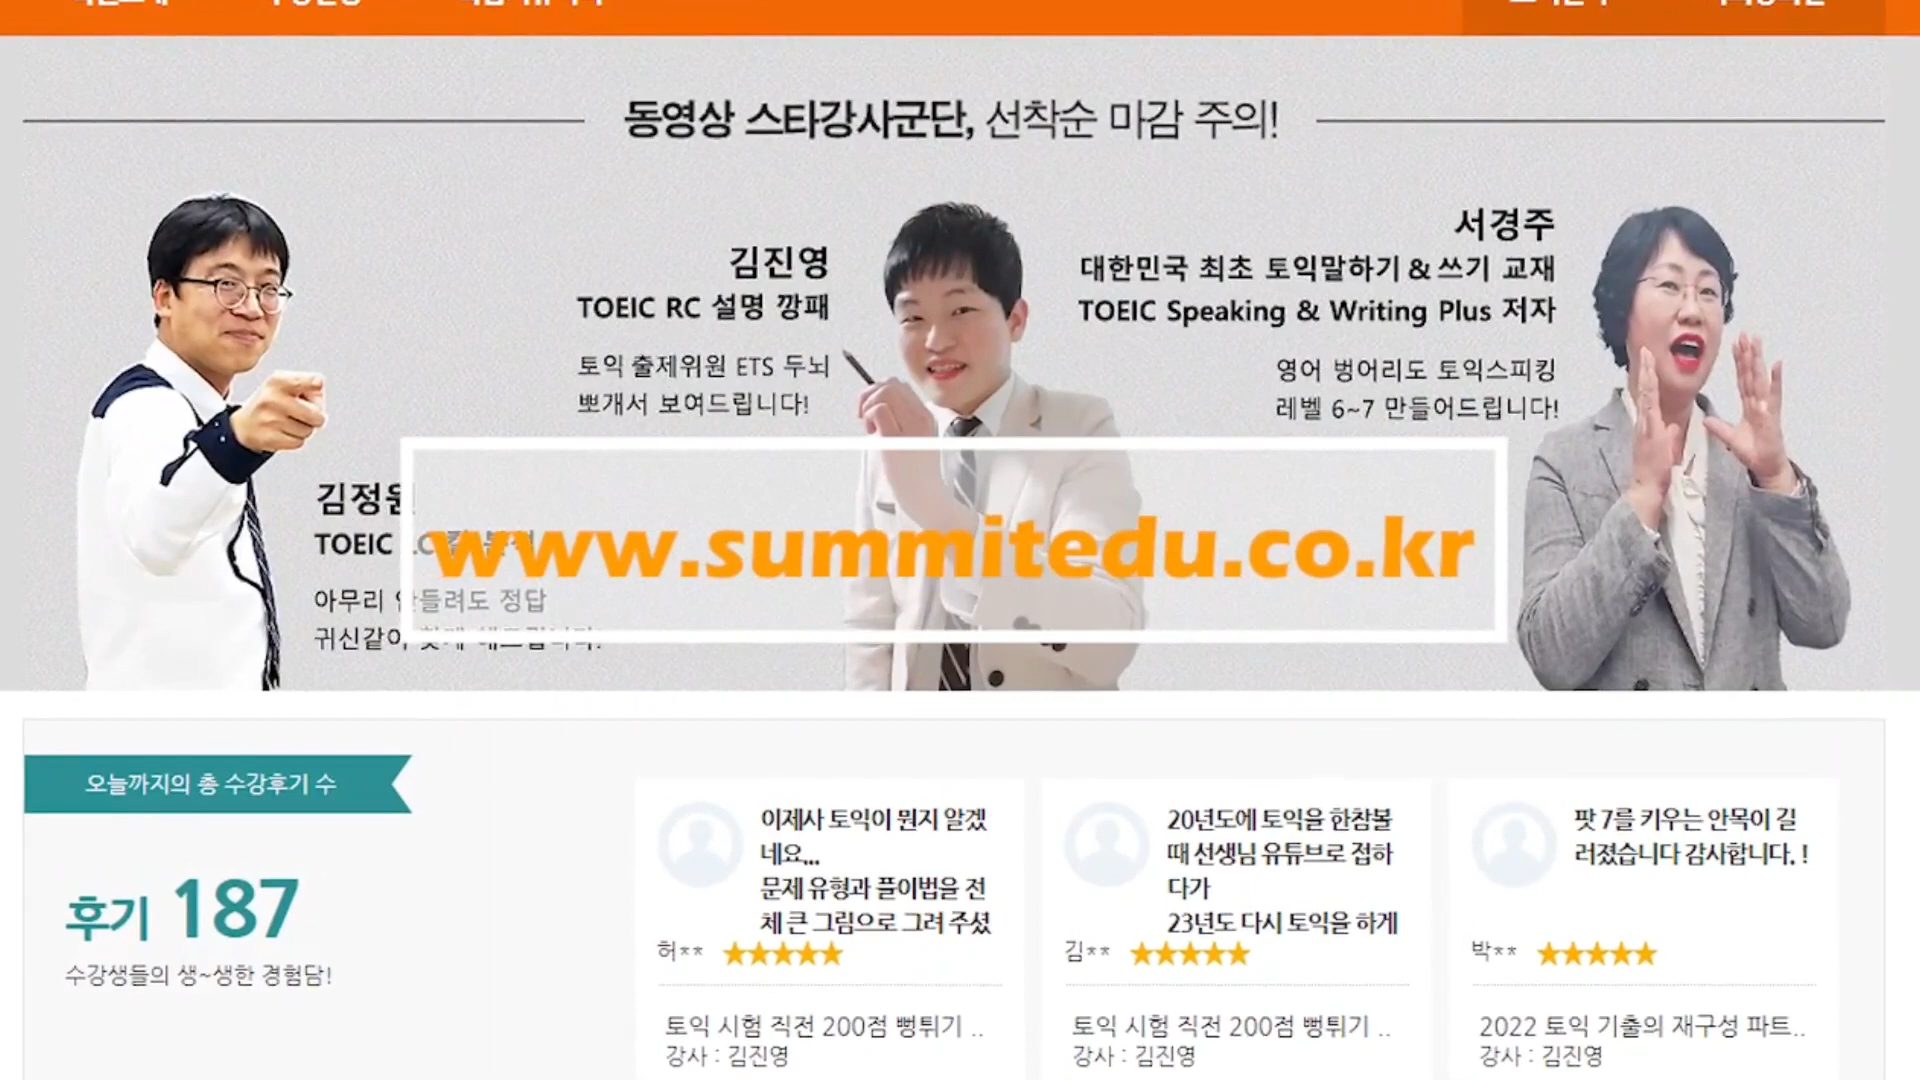 동영상 스타강사군단, 선착순 마감 주의!
김진영
TOEIC RC 설명 깡패
토익 출제위원 ETS 두뇌
뽀개서 보여드립니다!
서경주
대한민국 최초 토익말하기 & 쓰기 교재
TOEIC Speaking & Writing Plus 저자
영어 벙어리도 토익스피킹
레벨 6~7 만들어드립니다!
김정원
TOEIC
아무리 안들려도 정답
귀신같이
www.summitedu.co.kr
오늘까지의 총 수강후기 수
후기 187
수강생들의 생~생한 경험담!
이제사 토익이 뭔지 알겠
네요...
문제 유형과 플이법을 전
체 큰 그림으로 그려 주셨
허** ★★★★★
토익 시험 직전 200점 뻥튀기 ..
강사 : 김진영
20년도에 토익을 한참볼
때 선생님 유튜브로 접하
다가
23년도 다시 토익을 하게
김** ★★★★★
토익 시험 직전 200점 뻥튀기 ..
강사 : 김진영
팟 7를 키우는 안목이 길
러졌습니다 감사합니다. !
박** ★★★★★
2022 토익 기출의 재구성 파트..
강사 : 김진영